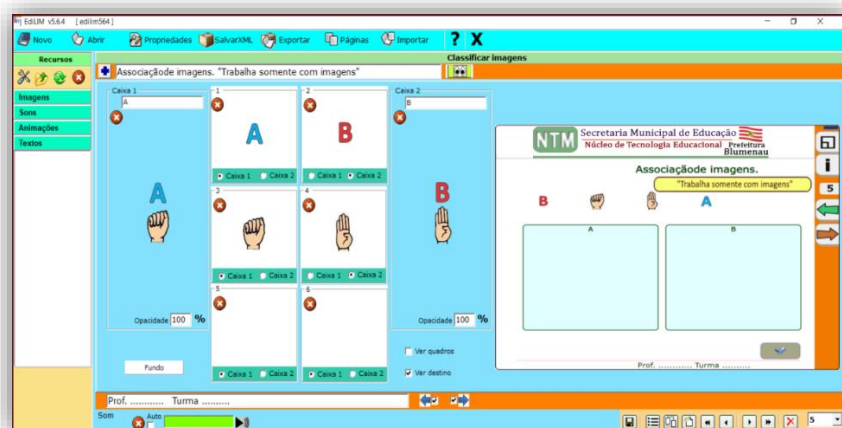 EdiLIM v5.6.4 [ edilim564 ]
Novo Abrir Propriedades SalvarXML Exportar Páginas Importar ? X
Recursos
Classificar imagens
Associaçãode imagens. "Trabalha somente com imagens"
Imagens
Sons
Animações
Textos
Caixa 1
A
1
2
Caixa 2
B
A
B
Caixa 1 Caixa 2
Caixa 1 Caixa 2
A
3
4
B
Caixa 1 Caixa 2
Caixa 1 Caixa 2
5
6
Opacidade 100 %
Opacidade 100 %
Fundo
Caixa 1 Caixa 2
Caixa 1 Caixa 2
Ver quadros
Ver destino
NTM
Secretaria Municipal de Educação
Núcleo de Tecnologia Educacional
Prefeitura
Blumenau
Associaçãode imagens.
"Trabalha somente com imagens"
B
A
A
B
Prof. ............ Turma ..........
i
5
Prof. ............ Turma ..........
Som
Auto
5